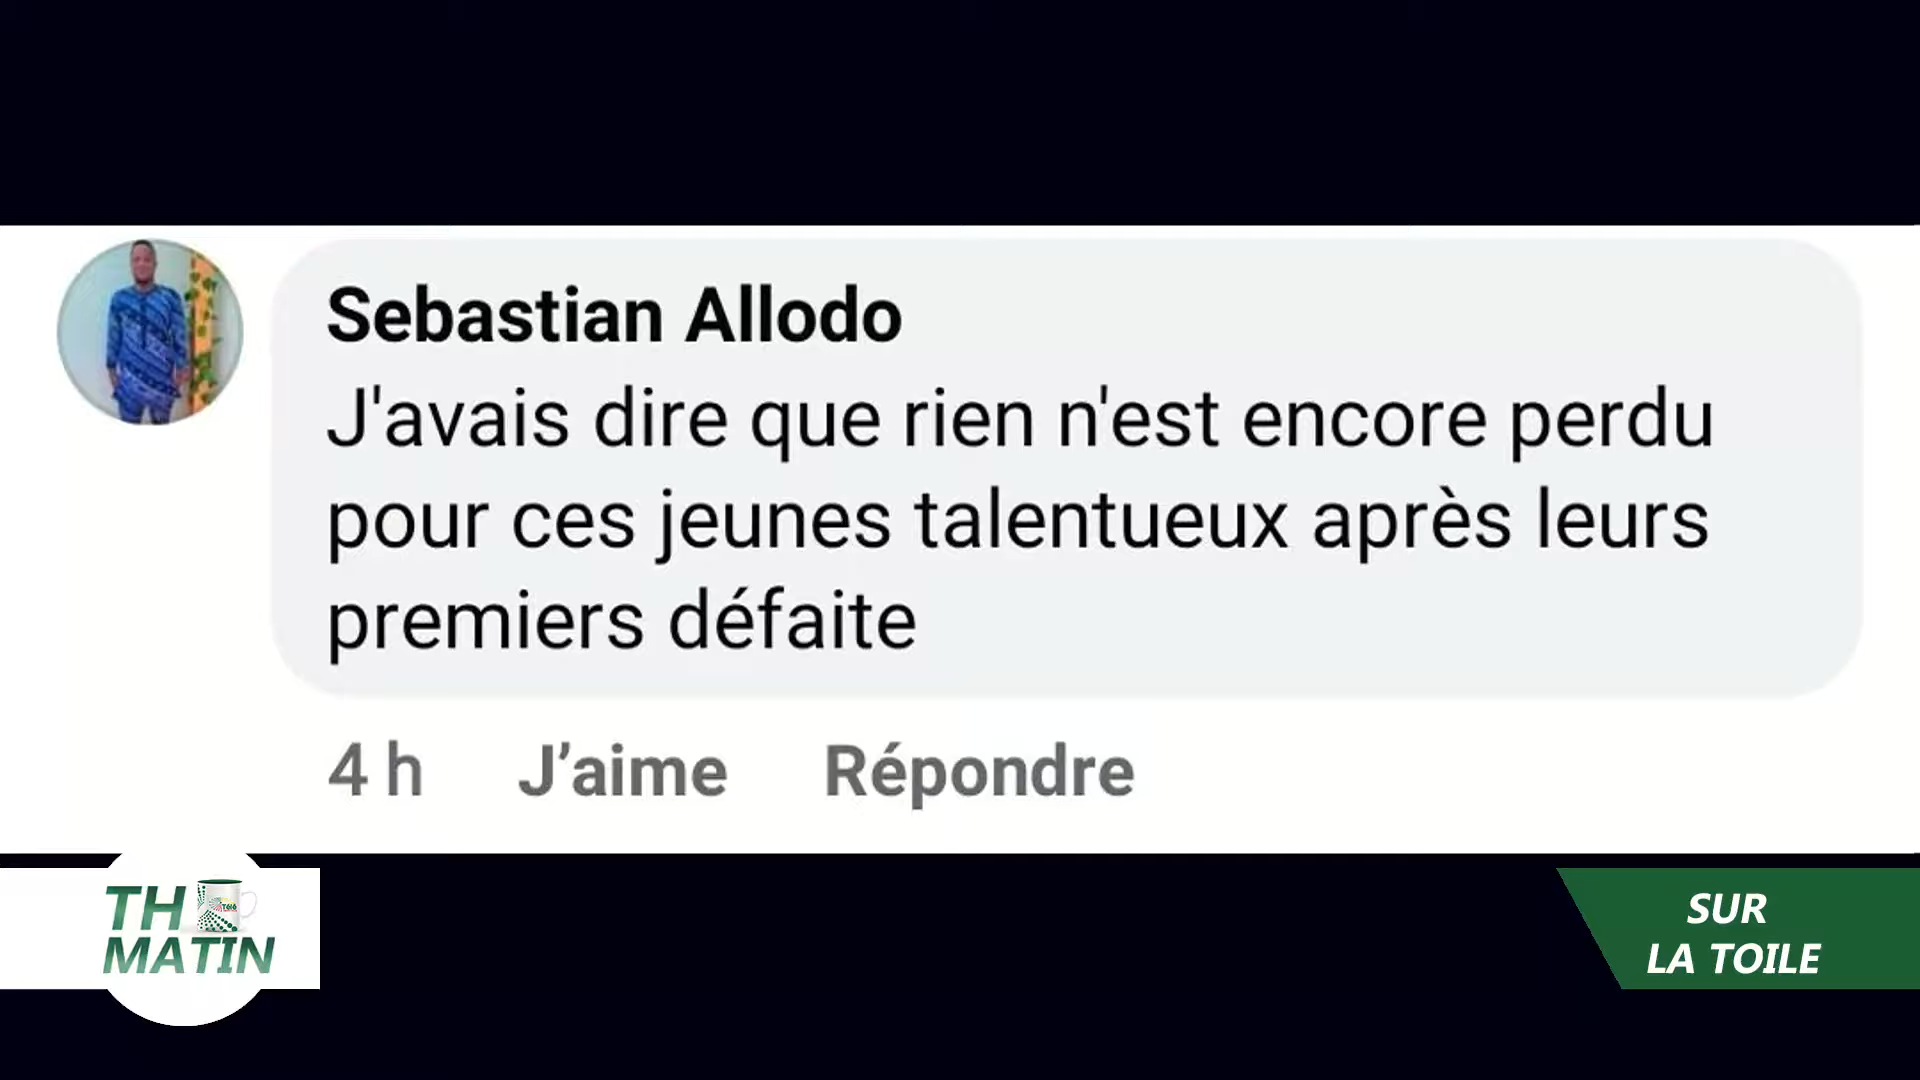 Sebastian Allodo
J'avais dire que rien n'est encore perdu
pour ces jeunes talentueux après leurs
premiers défaite
4 h J’aime Répondre
TH
MATIN
SUR
LA TOILE